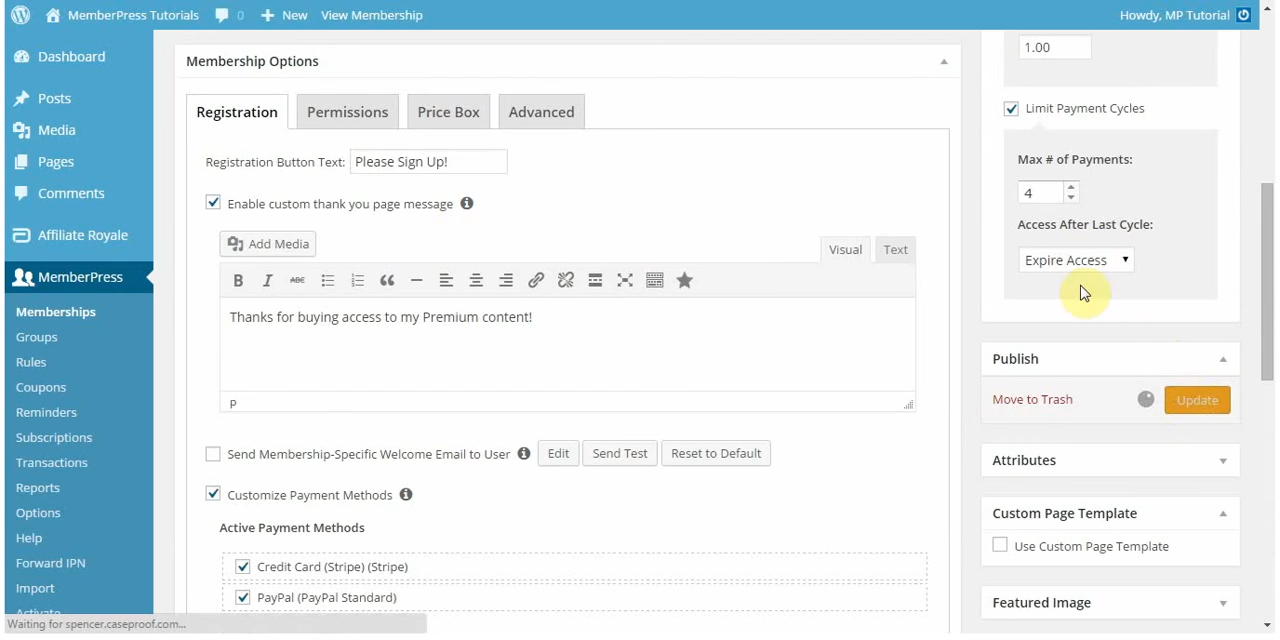 MemberPress Tutorials 0 New View Membership Howdy, MP Tutorial
Dashboard
Posts
Media
Pages
Comments
Affiliate Royale
MemberPress
Memberships
Groups
Rules
Coupons
Reminders
Subscriptions
Transactions
Reports
Options
Help
Forward IPN
Import
Activate
Waiting for spencer.caseproof.com...
Membership Options
Registration Permissions Price Box Advanced
Registration Button Text: Please Sign Up!
Enable custom thank you page message
Add Media Visual Text
B I ABC
Thanks for buying access to my Premium content!
P
Send Membership-Specific Welcome Email to User Edit Send Test Reset to Default
Customize Payment Methods
Active Payment Methods
Credit Card (Stripe) (Stripe)
PayPal (PayPal Standard)
1.00
Limit Payment Cycles
Max # of Payments:
4
Access After Last Cycle:
Expire Access
Publish
Move to Trash Update
Attributes
Custom Page Template
Use Custom Page Template
Featured Image